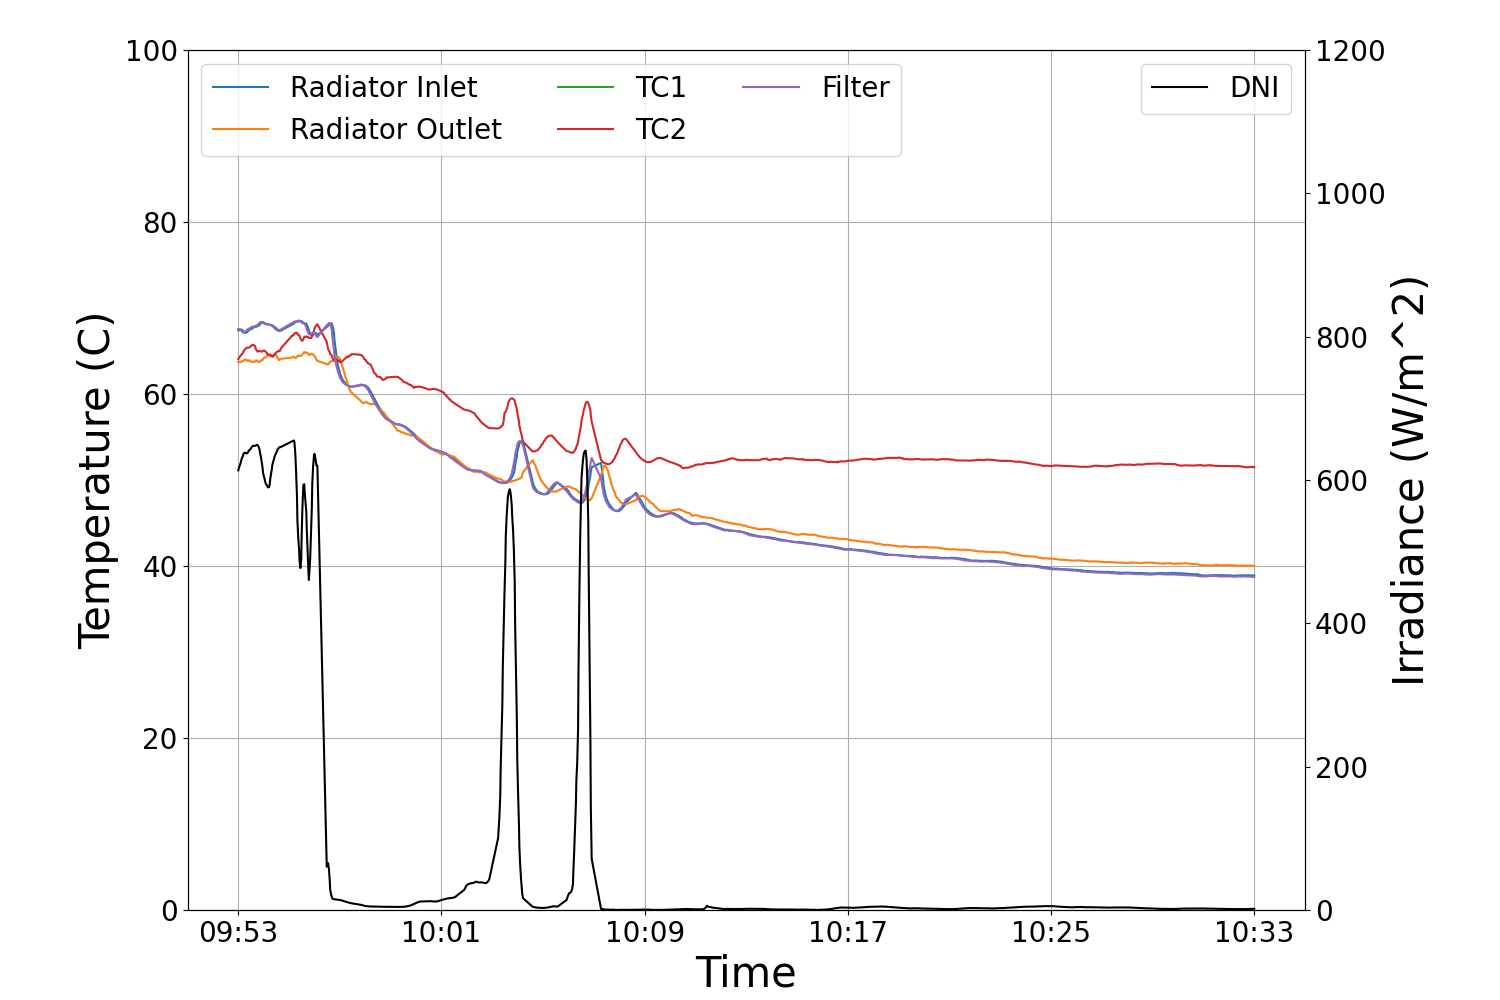 Radiator Inlet
Radiator Outlet
TC1
TC2
Filter
DNI
Temperature (C)
100
80
60
40
20
0
Irradiance (W/m^2)
1200
1000
800
600
400
200
0
09:53 10:01 10:09 10:17 10:25 10:33
Time